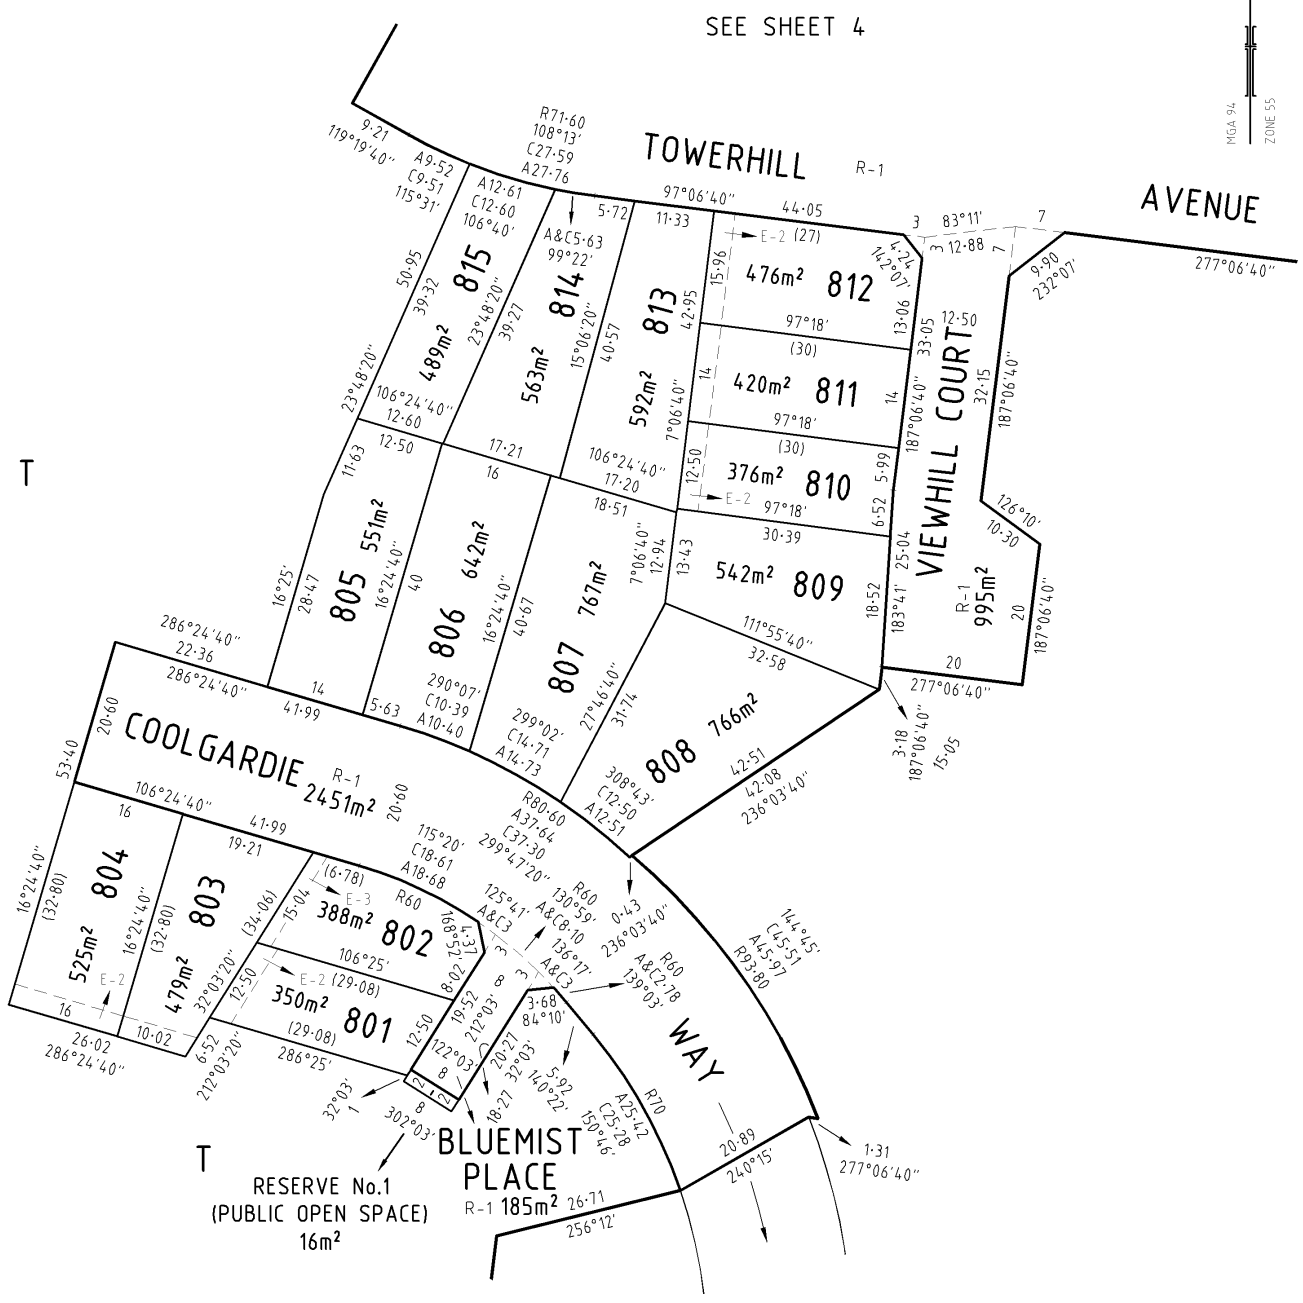 SEE SHEET 4
MGA 94
ZONE 55
9·21
119°19'40"
A9·52
C9·51
115°31'
R71·60
108°13'
C27·59
A27·76
TOWERHILL
R-1
AVENUE
97°06'40"
44·05
3
83°11'
7
277°06'40"
A12·61
C12·60
106°40'
815
489m²
50·95
39·32
23°48'20"
23°48'20"
39·27
106°24'40"
12·60
A&C5·63
99°22'
5·72
814
563m²
15°06'20"
40·57
17·21
11·33
813
592m²
42·95
7°06'40"
106°24'40"
17·20
E-2
(27)
476m²
812
15·96
4·24
142°07'
13·06
97°18'
(30)
420m²
811
14
14
97°18'
(30)
376m²
810
12·50
5·99
E-2
97°18'
6·52
30·39
542m²
809
13·43
18·52
111°55'40"
32·58
3
12·88
7
9·90
232°07'
12·50
33·05
187°06'40"
VIEWHILL COURT
32·15
187°06'40"
25·04
183°41'
126°10'
10·30
R-1
995m²
20
187°06'40"
20
277°06'40"
3·18
187°06'40"
15·05
T
12·50
11·63
805
551m²
16°25'
28·47
16°24'40"
40
14
16
806
642m²
16°24'40"
40·67
5·63
290°07'
C10·39
A10·40
18·51
7°06'40"
12·94
807
767m²
299°02'
C14·71
A14·73
27°46'40"
31·74
808
766m²
308°43'
C12·50
A12·51
42·51
42·08
236°03'40"
286°24'40"
22·36
286°24'40"
41·99
20·60
53·40
COOLGARDIE
R-1
2451m²
20·60
R80·60
A37·64
C37·30
299°47'20"
106°24'40"
41·99
16
804
525m²
16°24'40"
(32·80)
E-2
16
19·21
803
479m²
16°24'40"
(32·80)
(34·06)
32°03'20"
10·02
26·02
286°24'40"
115°20'
C18·61
A18·68
(6·78)
R60
E-3
388m²
802
15·04
168°52'
4·37
106°25'
8·02
E-2
(29·08)
350m²
801
12·50
12·50
(29·08)
286°25'
6·52
212°03'20"
125°41'
A&C3
R60
130°59'
A&C8·10
136°17'
A&C3
0·43
236°03'40"
R60
A&C2·78
139°03'
3
8
3
19·52
212°03'
122°03'
8
2
2
8
302°03'
32°03'
1
3·68
84°10'
20·27
32°03'
18·27
5·92
140°22'
150°46'
C25·28
A25·42
R70
WAY
144°45'
C45·51
A45·97
R93·80
20·89
240°15'
1·31
277°06'40"
T
RESERVE No.1
(PUBLIC OPEN SPACE)
16m²
BLUEMIST
PLACE
R-1 185m²
26·71
256°12'